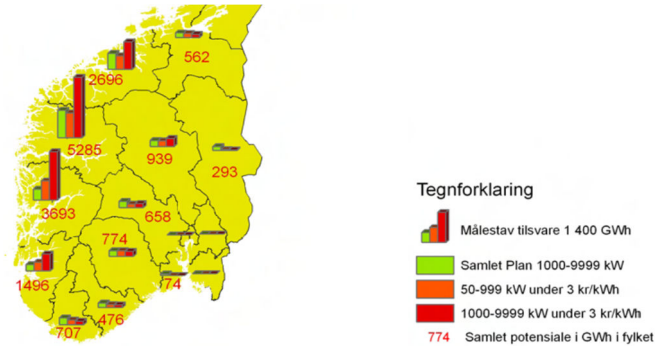 562
2696
5285
939
293
3693
658
774
1496
74
476
707
Tegnforklaring
Målestav tilsvare 1 400 GWh
Samlet Plan 1000-9999 kW
50-999 kW under 3 kr/kWh
1000-9999 kW under 3 kr/kWh
774 Samlet potensiale i GWh i fylket